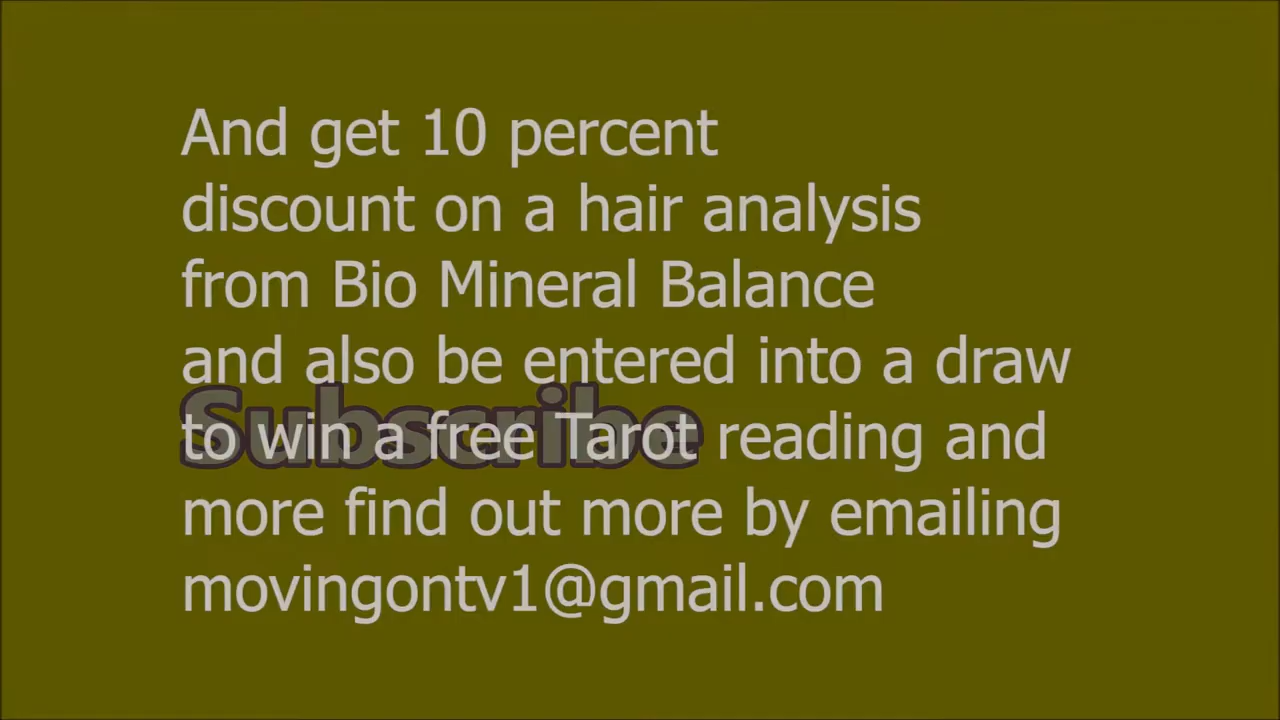 And get 10 percent
discount on a hair analysis
from Bio Mineral Balance
and also be entered into a draw
Subscribe
to win a free Tarot reading and
more find out more by emailing
movingontv1@gmail.com